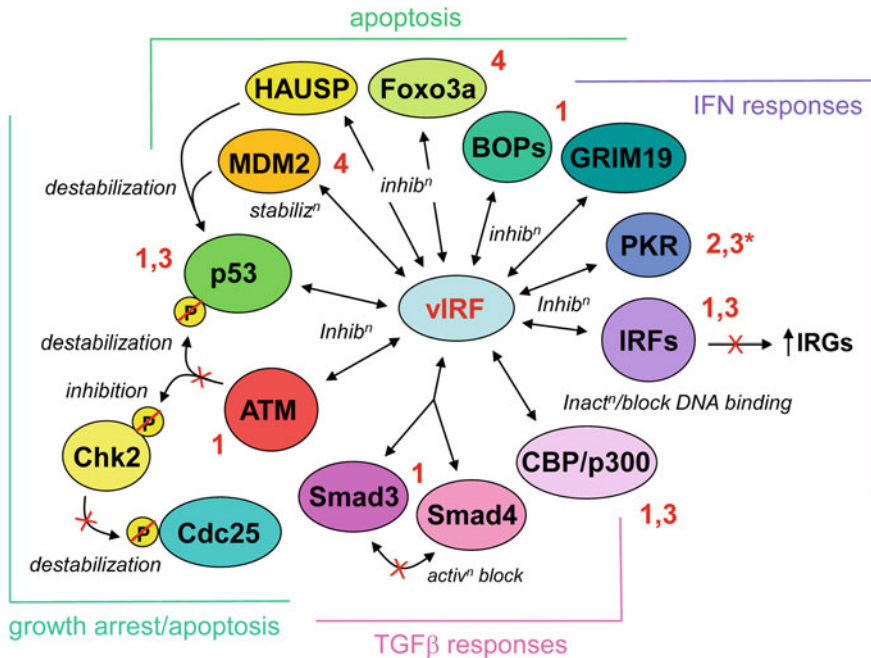 apoptosis
HAUSP
Foxo3a
4
1
IFN responses
BOPs
GRIM19
MDM2
4
destabilization
inhibⁿ
stabilizⁿ
inhibⁿ
1,3
p53
PKR
2,3*
P
vIRF
Inhibⁿ
1,3
Inhibⁿ
IRFs
↑IRGs
destabilization
inhibition
ATM
1
Inactⁿ/block DNA binding
P
Chk2
CBP/p300
1,3
Smad3
1
Smad4
P
Cdc25
destabilization
activⁿ block
growth arrest/apoptosis
TGFβ responses